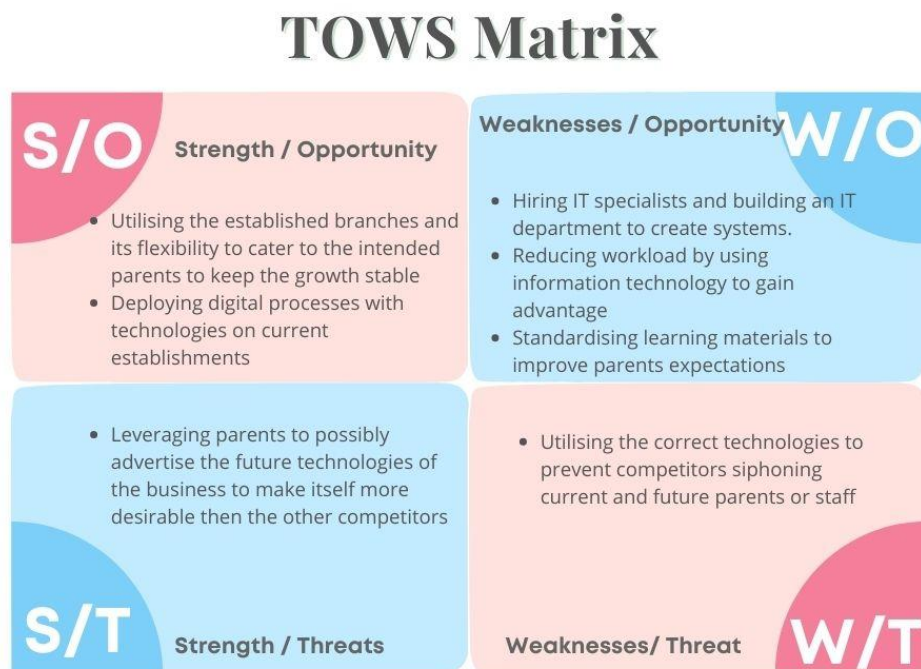 TOWS Matrix
S/O
Strength / Opportunity
• Utilising the established branches and
its flexibility to cater to the intended
parents to keep the growth stable
• Deploying digital processes with
technologies on current
establishments
Weaknesses / Opportunity
W/O
• Hiring IT specialists and building an IT
department to create systems.
• Reducing workload by using
information technology to gain
advantage
• Standardising learning materials to
improve parents expectations
• Leveraging parents to possibly
advertise the future technologies of
the business to make itself more
desirable then the other competitors
S/T
Strength / Threats
• Utilising the correct technologies to
prevent competitors siphoning
current and future parents or staff
Weaknesses/ Threat
W/T